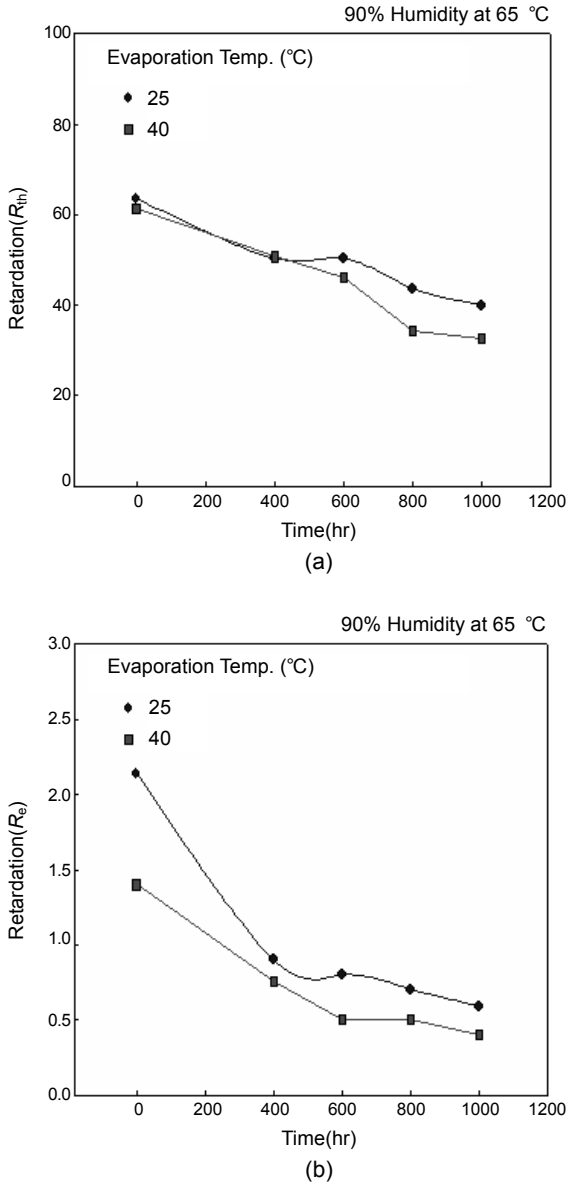 90% Humidity at 65 °C
100
Evaporation Temp. (°C)
25
40
80
60
40
20
0
Retardation(Rth)
0 200 400 600 800 1000 1200
Time(hr)
(a)
90% Humidity at 65 °C
3.0
Evaporation Temp. (°C)
25
40
2.5
2.0
1.5
1.0
0.5
0.0
Retardation(Re)
0 200 400 600 800 1000 1200
Time(hr)
(b)